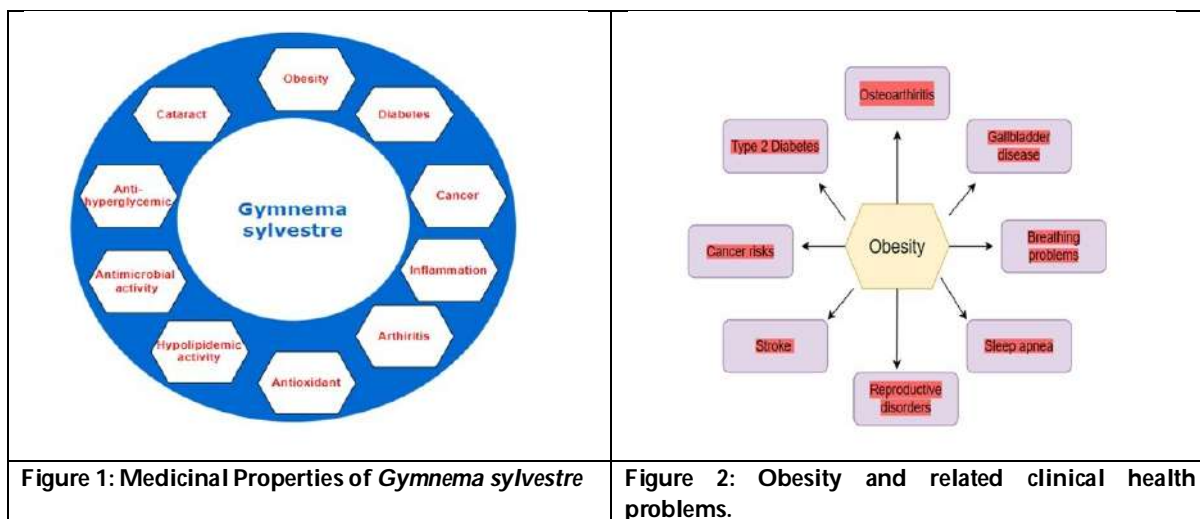 Obesity
Diabetes
Cancer
Inflammation
Arthiritis
Antioxidant
Hypolipidemic
activity
Antimicrobial
activity
Anti-
hyperglycemic
Cataract
Gymnema
sylvestre
Osteoarthiritis
Gallbladder
disease
Breathing
problems
Sleep apnea
Reproductive
disorders
Stroke
Cancer risks
Type 2 Diabetes
Obesity
Figure 1: Medicinal Properties of Gymnema sylvestre
Figure 2: Obesity and related clinical health
problems.